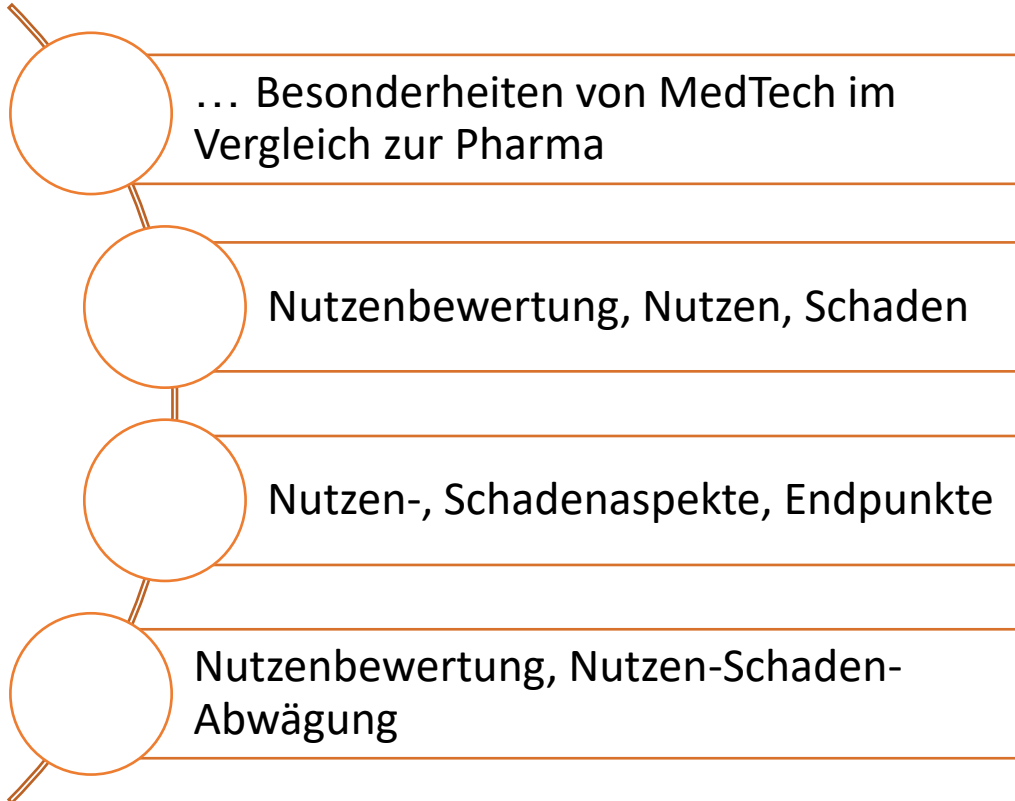 … Besonderheiten von MedTech im
Vergleich zur Pharma
Nutzenbewertung, Nutzen, Schaden
Nutzen-, Schadenaspekte, Endpunkte
Nutzenbewertung, Nutzen-Schaden-
Abwägung